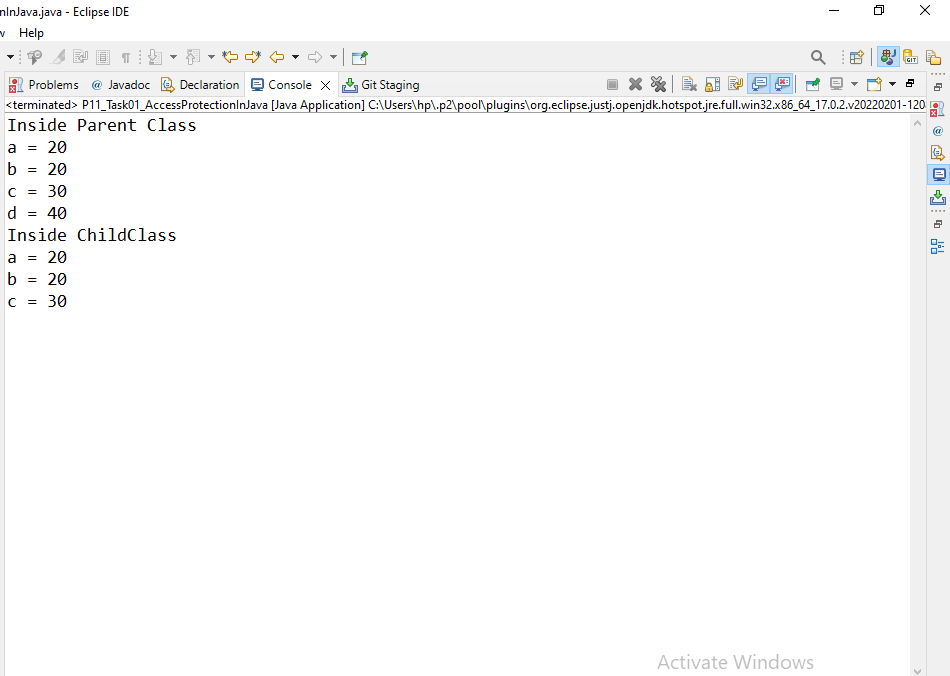 nInJava.java - Eclipse IDE
w Help
Problems @ Javadoc Declaration Console Git Staging
<terminated> P11_Task01_AccessProtectionInJava [Java Application] C:\Users\hp\.p2\pool\plugins\org.eclipse.justj.openjdk.hotspot.jre.full.win32.x86_64_17.0.2.v20220201-120
Inside Parent Class
a = 20
b = 20
c = 30
d = 40
Inside ChildClass
a = 20
b = 20
c = 30
Activate Windows